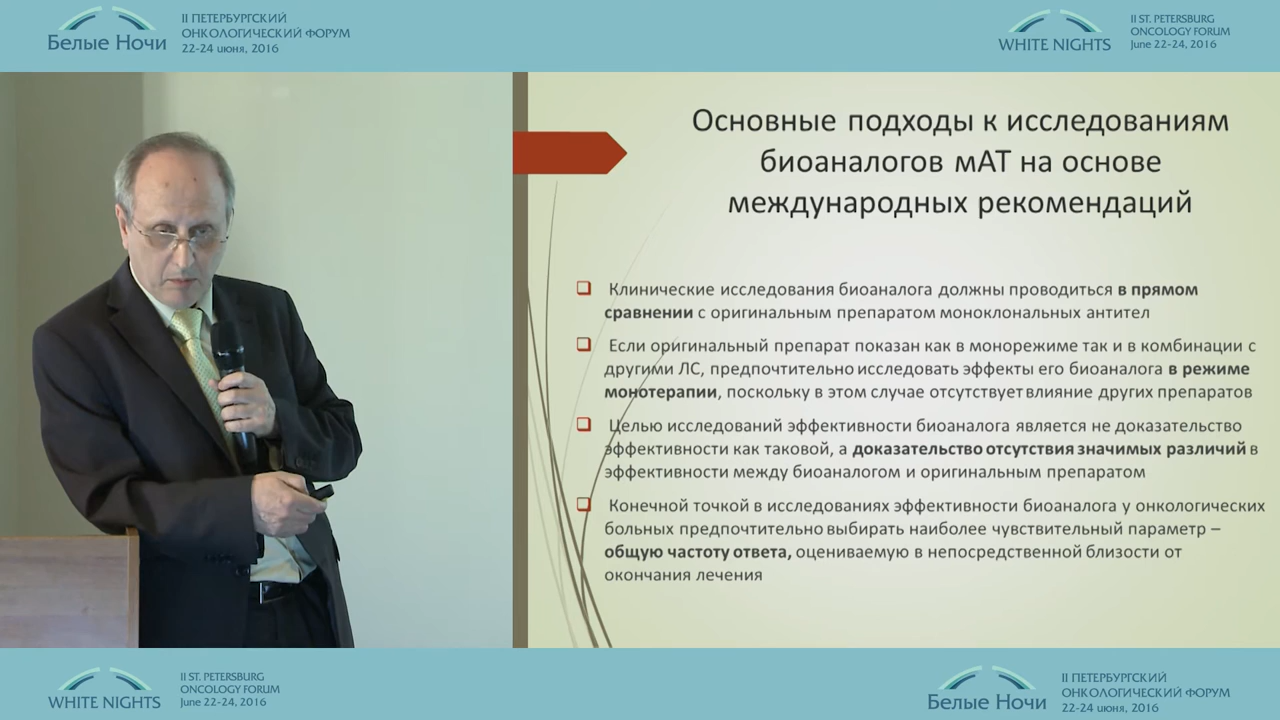 Белые Ночи
II ПЕТЕРБУРГСКИЙ
ОНКОЛОГИЧЕСКИЙ ФОРУМ
22-24 июня, 2016
WHITE NIGHTS
II ST. PETERSBURG
ONCOLOGY FORUM
June 22-24, 2016
Основные подходы к исследованиям
биоаналогов мАТ на основе
международных рекомендаций
Клинические исследования биоаналога должны проводиться в прямом
сравнении с оригинальным препаратом моноклональных антител
Если оригинальный препарат показан как в монорежиме так и в комбинации с
другими ЛС, предпочтительно исследовать эффекты его биоаналога в режиме
монотерапии, поскольку в этом случае отсутствует влияние других препаратов
Целью исследований эффективности биоаналога является не доказательство
эффективности как таковой, а доказательство отсутствия значимых различий в
эффективности между биоаналогом и оригинальным препаратом
Конечной точкой в исследованиях эффективности биоаналога у онкологических
больных предпочтительно выбирать наиболее чувствительный параметр –
общую частоту ответа, оцениваемую в непосредственной близости от
окончания лечения
WHITE NIGHTS
II ST. PETERSBURG
ONCOLOGY FORUM
June 22-24, 2016
Белые Ночи
II ПЕТЕРБУРГСКИЙ
ОНКОЛОГИЧЕСКИЙ ФОРУМ
22-24 июня, 2016